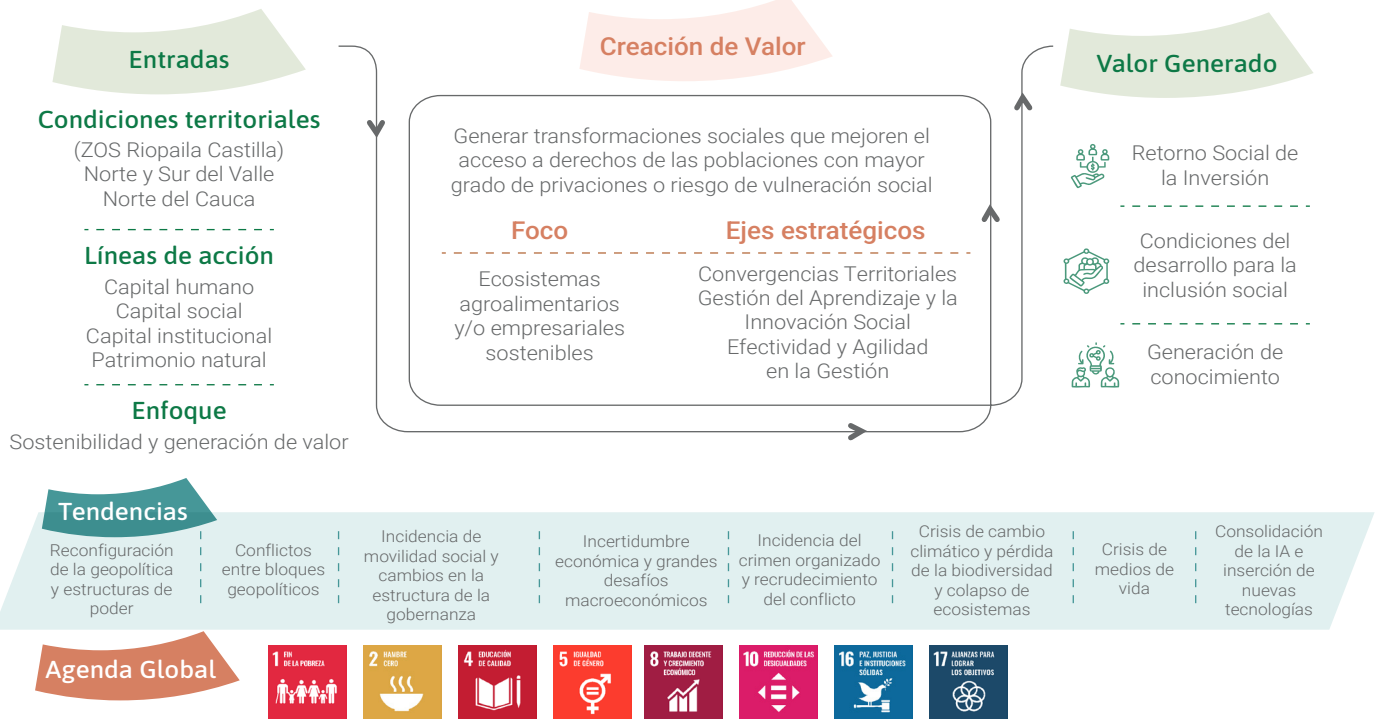 Entradas
Condiciones territoriales
(ZOS Riopaila Castilla)
Norte y Sur del Valle
Norte del Cauca
Líneas de acción
Capital humano
Capital social
Capital institucional
Patrimonio natural
Enfoque
Sostenibilidad y generación de valor
Creación de Valor
Generar transformaciones sociales que mejoren el
acceso a derechos de las poblaciones con mayor
grado de privaciones o riesgo de vulneración social
Foco
Ecosistemas
agroalimentarios
y/o empresariales
sostenibles
Ejes estratégicos
Convergencias Territoriales
Gestión del Aprendizaje y la
Innovación Social
Efectividad y Agilidad
en la Gestión
Valor Generado
Retorno Social de
la Inversión
Condiciones del
desarrollo para la
inclusión social
Generación de
conocimiento
Tendencias
Reconfiguración
de la geopolítica
y estructuras de
poder
Conflictos
entre bloques
geopolíticos
Incidencia de
movilidad social y
cambios en la
estructura de la
gobernanza
Incertidumbre
económica y grandes
desafíos
macroeconómicos
Incidencia del
crimen organizado
y recrudecimiento
del conflicto
Crisis de cambio
climático y pérdida
de la biodiversidad
y colapso de
ecosistemas
Crisis de
medios de
vida
Consolidación
de la IA e
inserción de
nuevas
tecnologías
Agenda Global
1 FIN
DE LA POBREZA
2 HAMBRE
CERO
4 EDUCACIÓN
DE CALIDAD
5 IGUALDAD
DE GÉNERO
8 TRABAJO DECENTE
Y CRECIMIENTO
ECONÓMICO
10 REDUCCIÓN DE LAS
DESIGUALDADES
16 PAZ, JUSTICIA
E INSTITUCIONES
SÓLIDAS
17 ALIANZAS PARA
LOGRAR
LOS OBJETIVOS